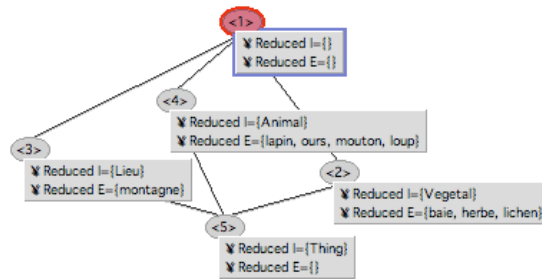 <1>
¥ Reduced I={}
¥ Reduced E={}
<4>
¥ Reduced I={Animal}
¥ Reduced E={lapin, ours, mouton, loup}
<3>
¥ Reduced I={Lieu}
¥ Reduced E={montagne}
<2>
¥ Reduced I={Vegetal}
¥ Reduced E={baie, herbe, lichen}
<5>
¥ Reduced I={Thing}
¥ Reduced E={}